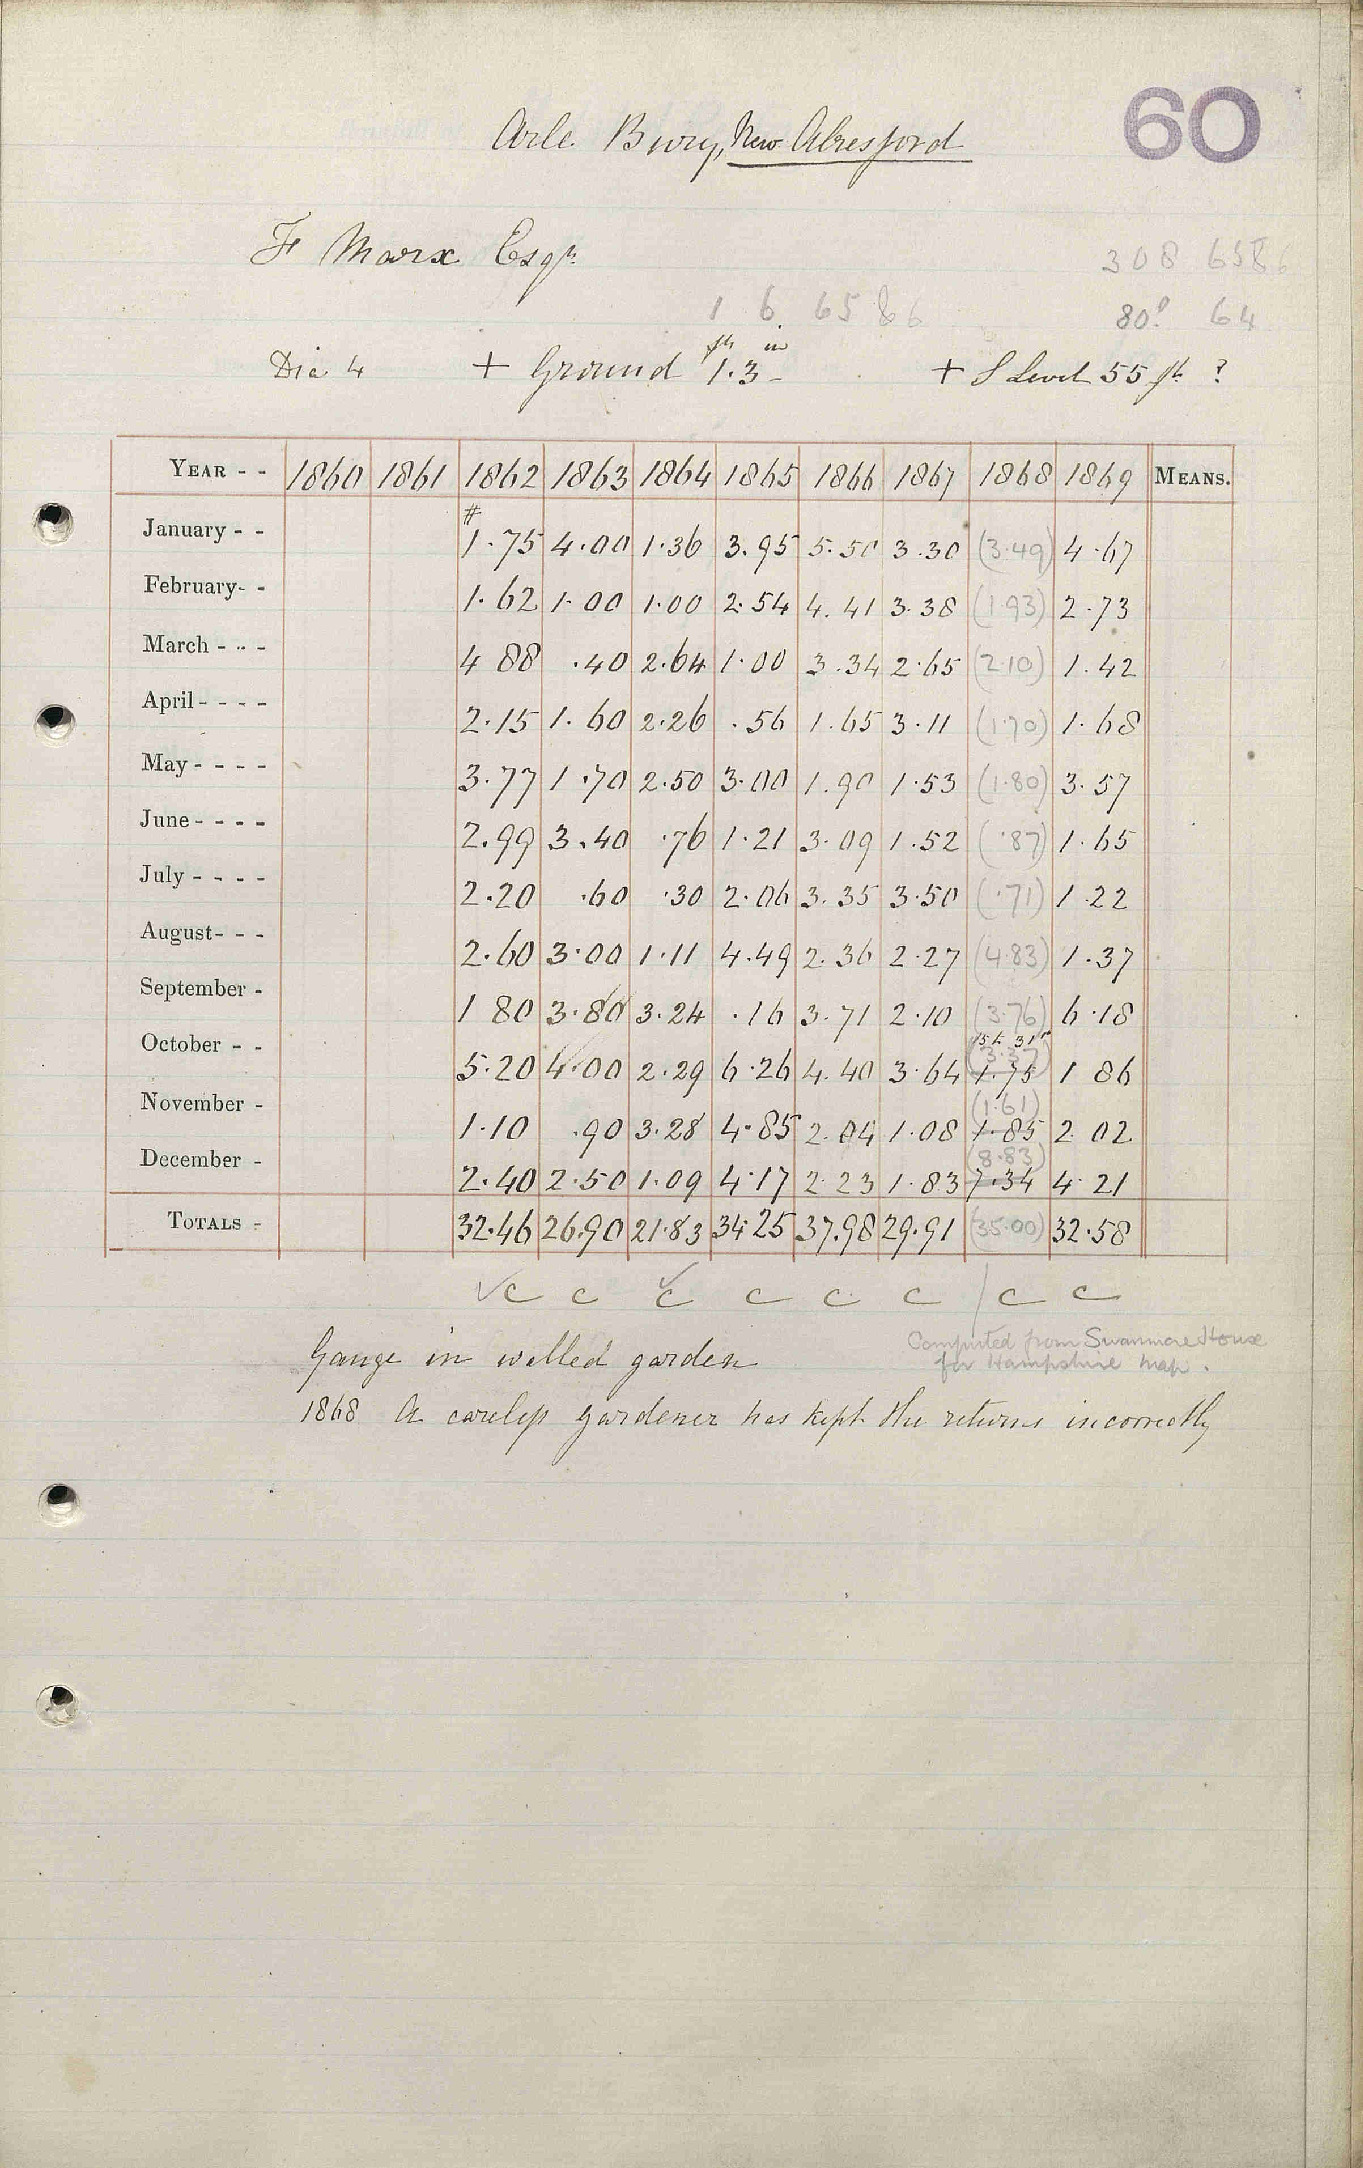 60
Arle Bury, New Alresford
F Marx Esqr
308 6586
1 6 6586
80° 64
Dia 4 + Ground 1.3 ft in + S Level 55 ft ?
YEAR - - 1860 1861 1862 1863 1864 1865 1866 1867 1868 1869 MEANS.
#
January - - 1.75 4.00 1.36 3.95 5.50 3.30 (3.49) 4.67
February- - 1.62 1.00 1.00 2.54 4.41 3.38 (1.93) 2.73
March - - - 4 88 .40 2.64 1.00 3.34 2.65 (2.10) 1.42
April - - - - 2.15 1.60 2.26 .56 1.65 3.11 (1.70) 1.68
May - - - - 3.77 1.70 2.50 3.00 1.90 1.53 (1.80) 3.57
June - - - - 2.99 3.40 .76 1.21 3.09 1.52 (.87) 1.65
July - - - - 2.20 .60 .30 2.06 3.35 3.50 (.71) 1 22
August- - - 2.60 3.00 1.11 4.49 2.36 2.27 (4.83) 1.37
September - 1 80 3.80 3.24 .16 3.71 2.10 (3.76) 6.18
15th 31st
(3.37)
October - - 5.20 4.00 2.29 6.26 4.40 3.64 1.75 1 86
(1.61)
November - 1.10 .90 3.28 4.85 2.04 1.08 1.85 2 02
(8.83)
December - 2.40 2.50 1.09 4.17 2 23 1.83 7.34 4 21
TOTALS - 32.46 26.90 21.83 34.25 37.98 29.91 (35.00) 32.58
✓c c ✓c c c c / c c
Computed from Swanmore House
for Hampshire Map.
Gauge in walled garden
1868 A careless gardener has kept the returns incorrectly